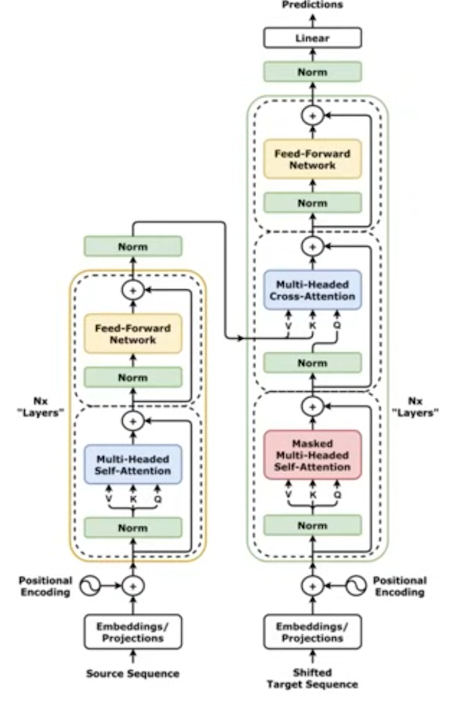 Predictions
Linear
Norm
Feed-Forward
Network
Norm
Multi-Headed
Cross-Attention
V K Q
Norm
Masked
Multi-Headed
Self-Attention
V K Q
Norm
Nx
"Layers"
Positional
Encoding
Embeddings/
Projections
Shifted
Target Sequence
Norm
Feed-Forward
Network
Norm
Multi-Headed
Self-Attention
V K Q
Norm
Nx
"Layers"
Positional
Encoding
Embeddings/
Projections
Source Sequence